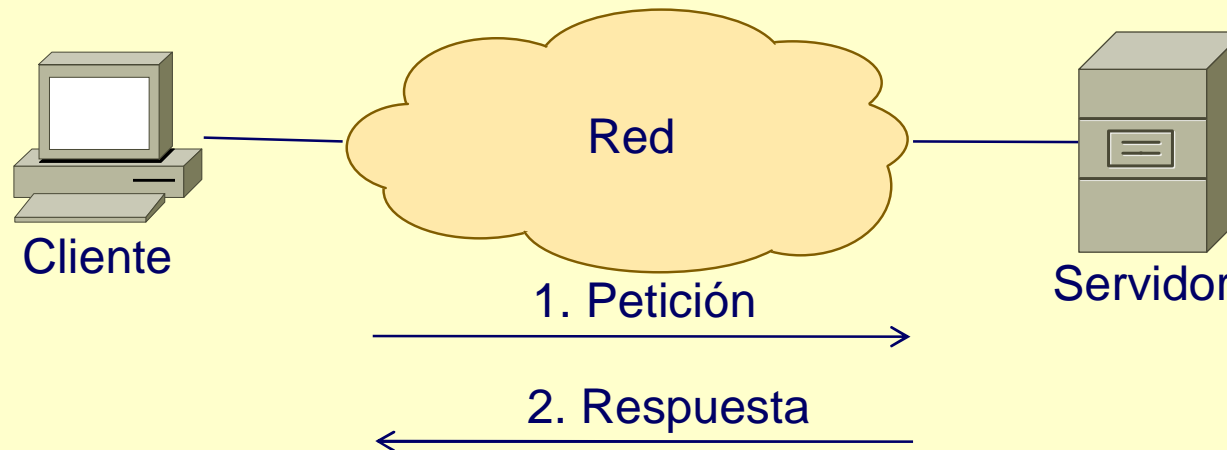 Red
Cliente
Servidor
1. Petición
2. Respuesta